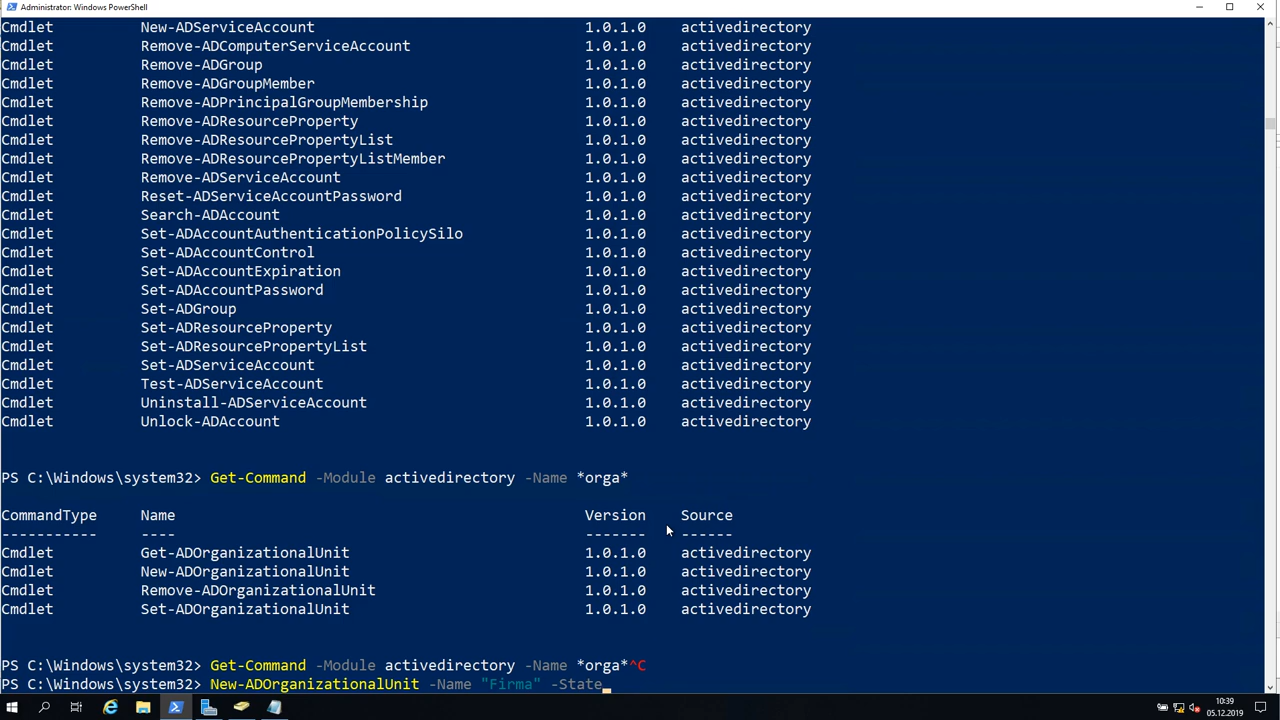 Administrator: Windows PowerShell
Cmdlet New-ADServiceAccount 1.0.1.0 activedirectory
Cmdlet Remove-ADComputerServiceAccount 1.0.1.0 activedirectory
Cmdlet Remove-ADGroup 1.0.1.0 activedirectory
Cmdlet Remove-ADGroupMember 1.0.1.0 activedirectory
Cmdlet Remove-ADPrincipalGroupMembership 1.0.1.0 activedirectory
Cmdlet Remove-ADResourceProperty 1.0.1.0 activedirectory
Cmdlet Remove-ADResourcePropertyList 1.0.1.0 activedirectory
Cmdlet Remove-ADResourcePropertyListMember 1.0.1.0 activedirectory
Cmdlet Remove-ADServiceAccount 1.0.1.0 activedirectory
Cmdlet Reset-ADServiceAccountPassword 1.0.1.0 activedirectory
Cmdlet Search-ADAccount 1.0.1.0 activedirectory
Cmdlet Set-ADAccountAuthenticationPolicySilo 1.0.1.0 activedirectory
Cmdlet Set-ADAccountControl 1.0.1.0 activedirectory
Cmdlet Set-ADAccountExpiration 1.0.1.0 activedirectory
Cmdlet Set-ADAccountPassword 1.0.1.0 activedirectory
Cmdlet Set-ADGroup 1.0.1.0 activedirectory
Cmdlet Set-ADResourceProperty 1.0.1.0 activedirectory
Cmdlet Set-ADResourcePropertyList 1.0.1.0 activedirectory
Cmdlet Set-ADServiceAccount 1.0.1.0 activedirectory
Cmdlet Test-ADServiceAccount 1.0.1.0 activedirectory
Cmdlet Uninstall-ADServiceAccount 1.0.1.0 activedirectory
Cmdlet Unlock-ADAccount 1.0.1.0 activedirectory
PS C:\Windows\system32> Get-Command -Module activedirectory -Name *orga*
CommandType Name Version Source
----------- ---- ------- ------
Cmdlet Get-ADOrganizationalUnit 1.0.1.0 activedirectory
Cmdlet New-ADOrganizationalUnit 1.0.1.0 activedirectory
Cmdlet Remove-ADOrganizationalUnit 1.0.1.0 activedirectory
Cmdlet Set-ADOrganizationalUnit 1.0.1.0 activedirectory
PS C:\Windows\system32> Get-Command -Module activedirectory -Name *orga*^C
PS C:\Windows\system32> New-ADOrganizationalUnit -Name "Firma" -State
10:39
05.12.2019